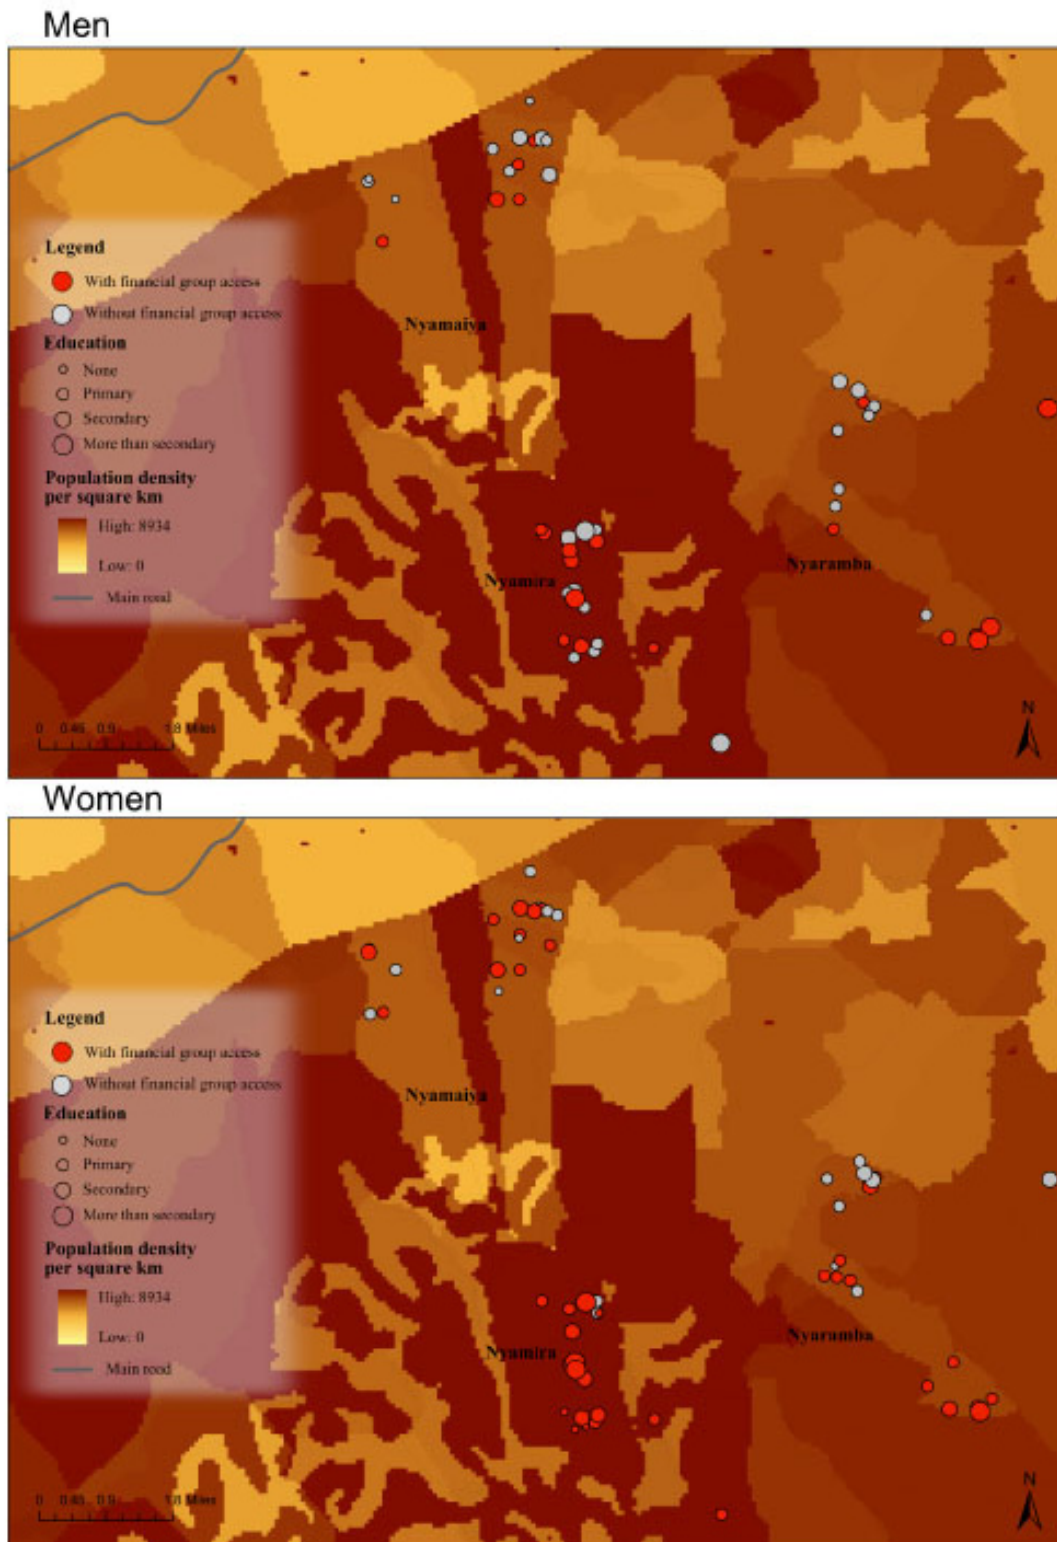 Men
Legend
With financial group access
Without financial group access
Education
None
Primary
Secondary
More than secondary
Population density
per square km
High: 8934
Low: 0
Main road
Nyamaiya
Nyamira
Nyaramba
0 0.45 0.9 1.8 Miles
N
Women
Legend
With financial group access
Without financial group access
Education
None
Primary
Secondary
More than secondary
Population density
per square km
High: 8934
Low: 0
Main road
Nyamaiya
Nyamira
Nyaramba
0 0.45 0.9 1.8 Miles
N